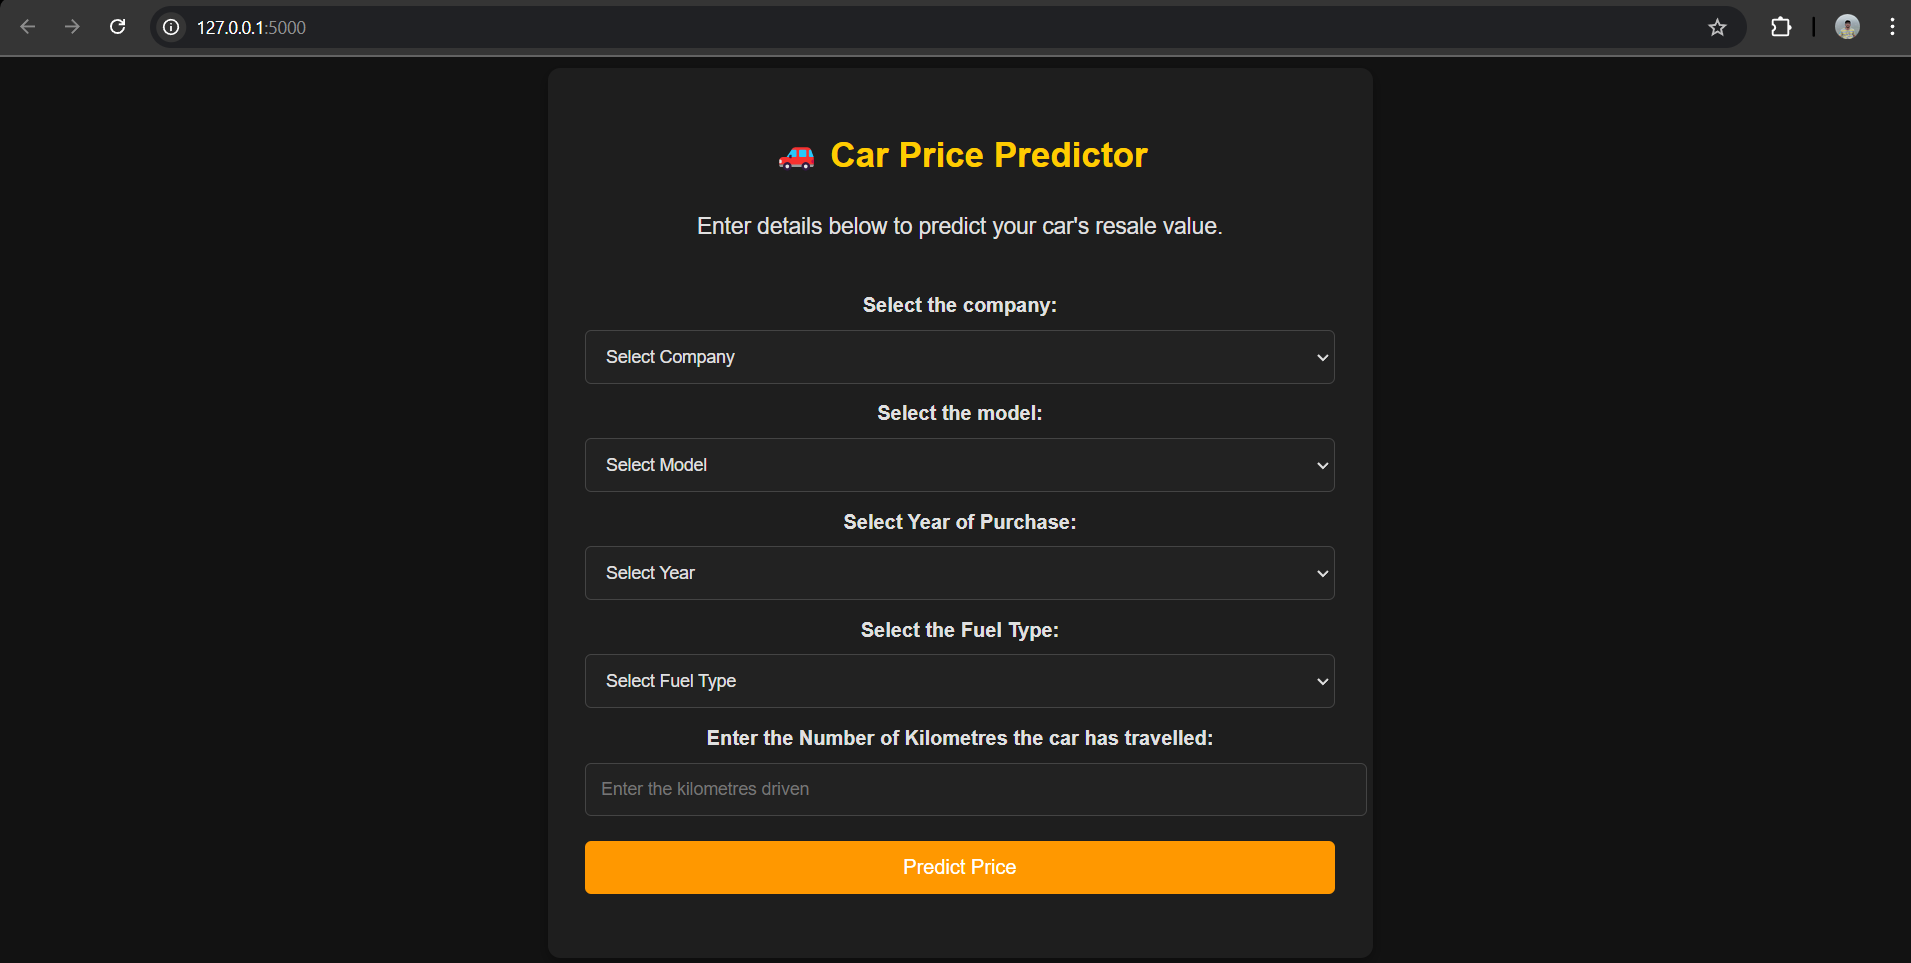 127.0.0.1:5000
Car Price Predictor
Enter details below to predict your car's resale value.
Select the company:
Select Company
Select the model:
Select Model
Select Year of Purchase:
Select Year
Select the Fuel Type:
Select Fuel Type
Enter the Number of Kilometres the car has travelled:
Enter the kilometres driven
Predict Price